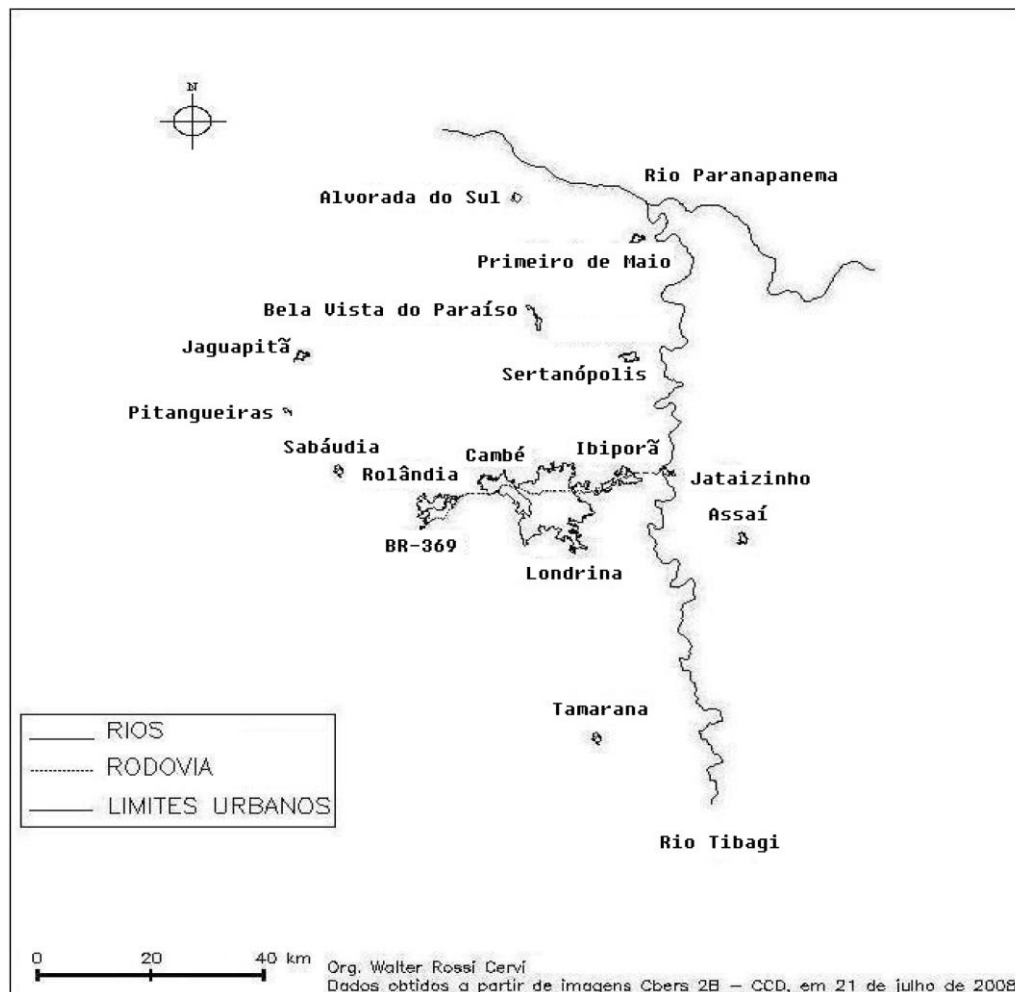 N
Rio Paranapanema
Alvorada do Sul
Primeiro de Maio
Bela Vista do Paraíso
Jaguapitã
Sertanópolis
Pitangueiras
Sabáudia
Rolândia
Cambé
Ibiporã
Jataizinho
Assaí
BR-369
Londrina
Tamarana
RIOS
RODOVIA
LIMITES URBANOS
Rio Tibagi
0 20 40 km
Org. Walter Rossi Cervi
Dados obtidos a partir de imagens Cbers 2B – CCD, em 21 de julho de 2008